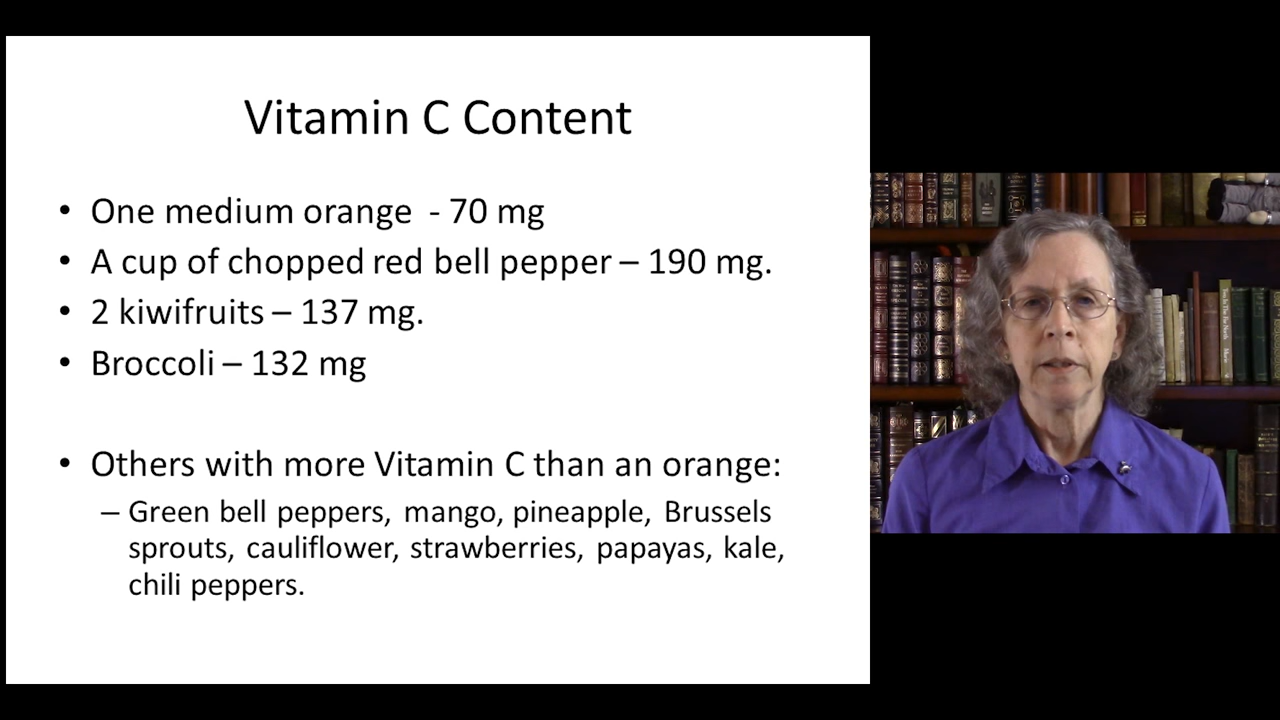 Vitamin C Content
• One medium orange  - 70 mg
• A cup of chopped red bell pepper – 190 mg.
• 2 kiwifruits – 137 mg.
• Broccoli – 132 mg
• Others with more Vitamin C than an orange:
– Green bell peppers, mango, pineapple, Brussels
sprouts, cauliflower, strawberries, papayas, kale,
chili peppers.